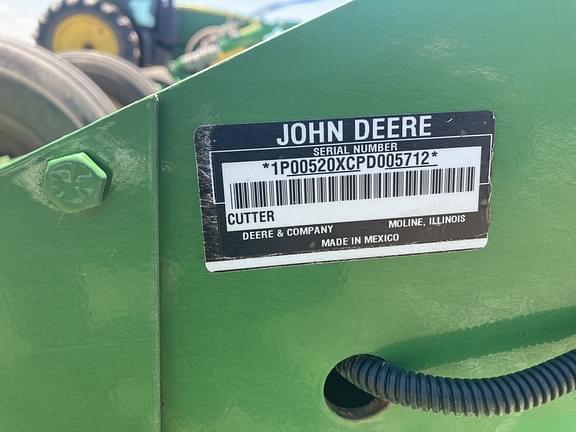 JOHN DEERE
SERIAL NUMBER
*1P00520XCPD005712*
CUTTER
DEERE & COMPANY MOLINE, ILLINOIS
MADE IN MEXICO